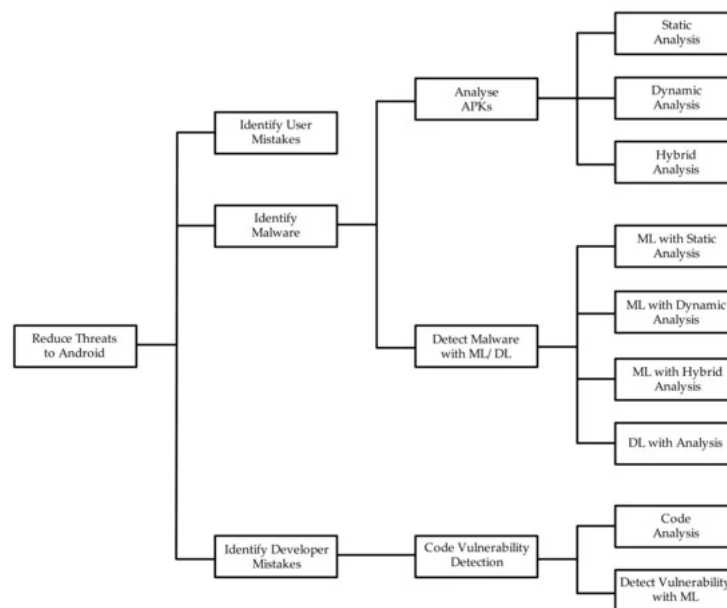 Static
Analysis
Analyse
APKs
Dynamic
Analysis
Identify User
Mistakes
Hybrid
Analysis
Identify
Malware
ML with Static
Analysis
ML with Dynamic
Analysis
Reduce Threats
to Android
Detect Malware
with ML/ DL
ML with Hybrid
Analysis
DL with Analysis
Code
Analysis
Identify Developer
Mistakes
Code Vulnerability
Detection
Detect Vulnerability
with ML